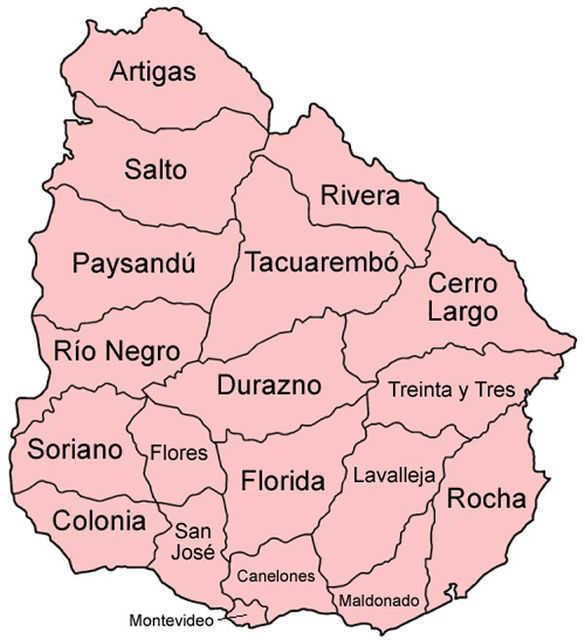 Artigas
Salto
Rivera
Paysandú
Tacuarembó
Cerro
Largo
Río Negro
Durazno
Treinta y Tres
Soriano
Flores
Florida
Lavalleja
Rocha
Colonia
San
José
Canelones
Maldonado
Montevideo